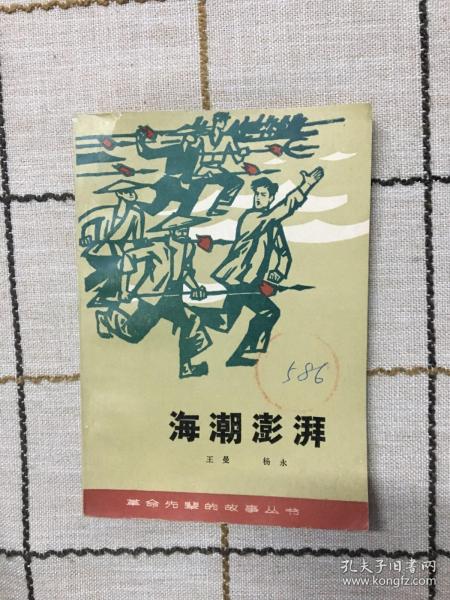 586
海潮澎湃
王曼 杨永
革命先辈的故事丛书
孔夫子旧书网
www.kongfz.com